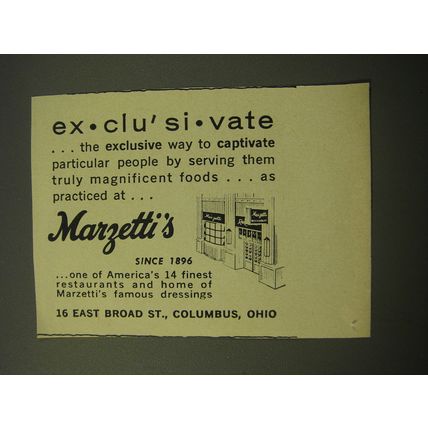 ex•clu'si•vate
... the exclusive way to captivate
particular people by serving them
truly magnificent foods ... as
practiced at ...
Marzetti's
SINCE 1896
...one of America's 14 finest
restaurants and home of
Marzetti's famous dressings
16 EAST BROAD ST., COLUMBUS, OHIO